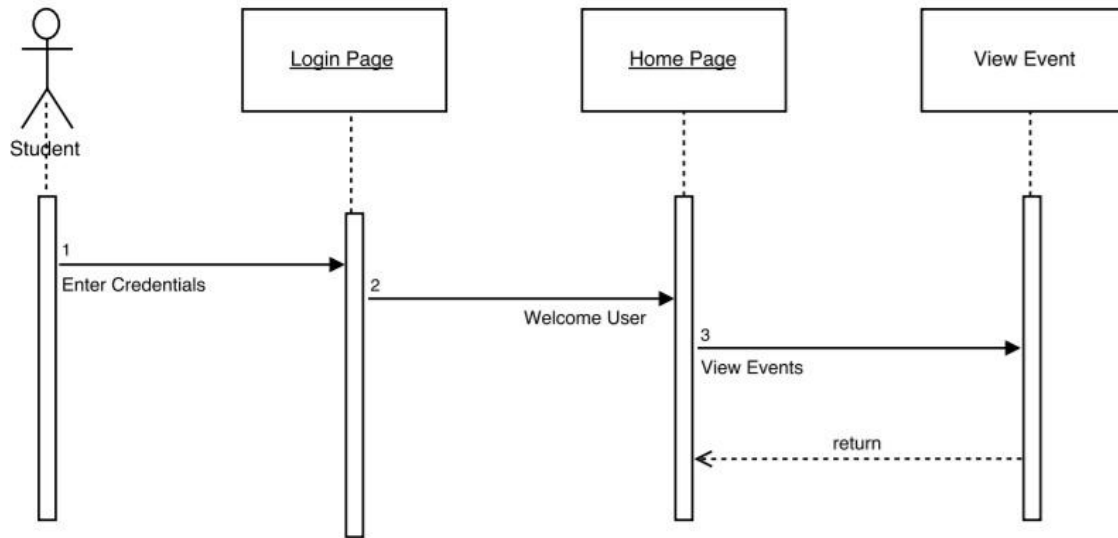 Login Page
Home Page
View Event
Student
1
Enter Credentials
2
Welcome User
3
View Events
return